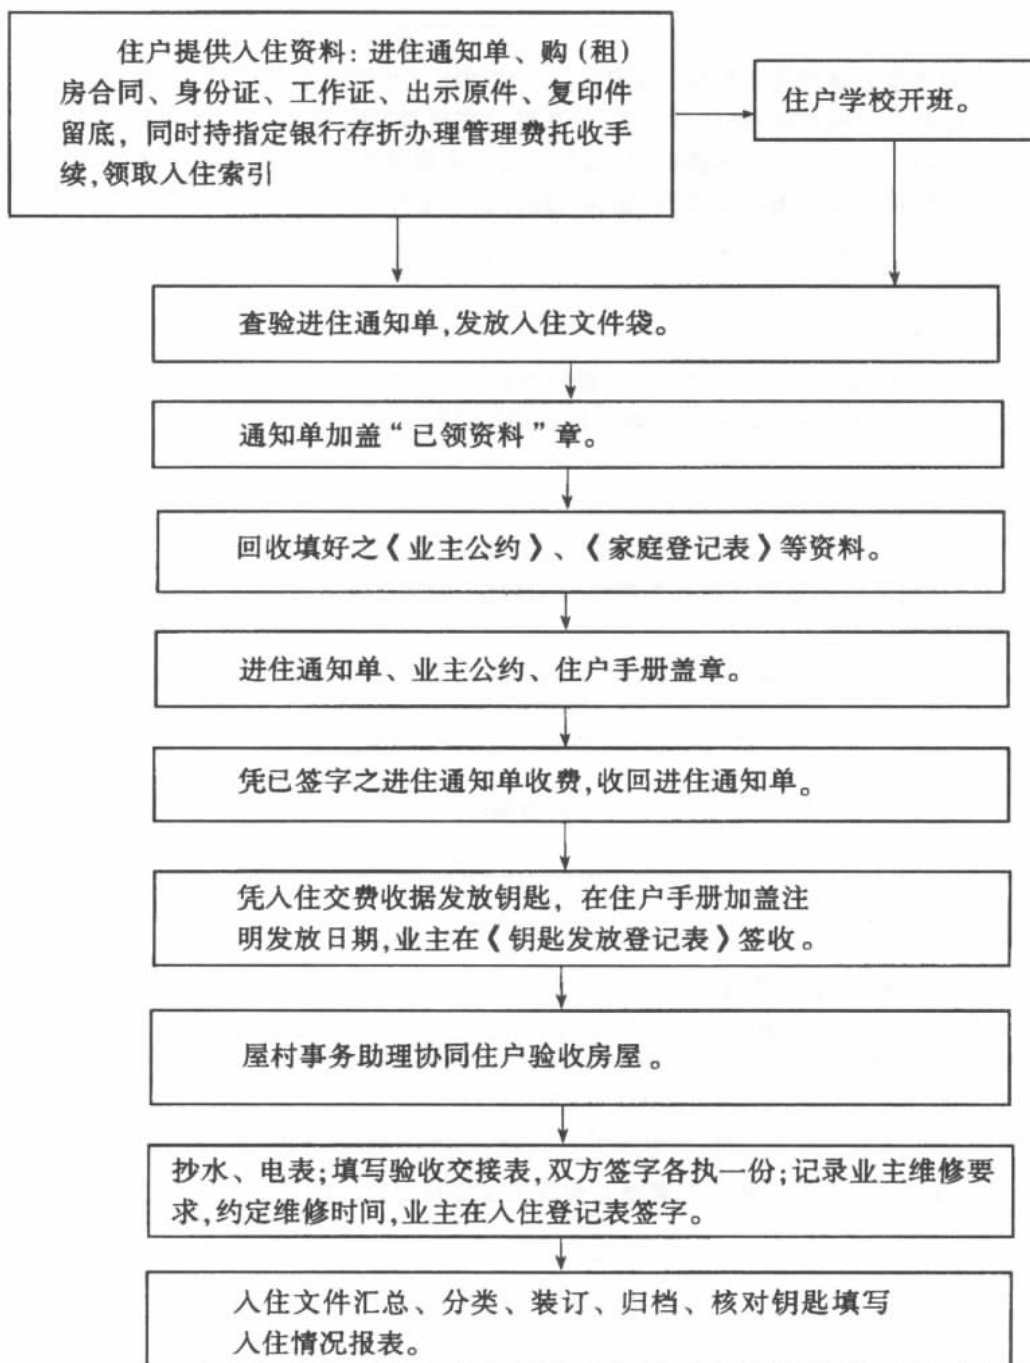 住户提供入住资料：进住通知单、购（租）
房合同、身份证、工作证、出示原件、复印件
留底，同时持指定银行存折办理管理费托收手
续，领取入住索引
住户学校开班。
查验进住通知单，发放入住文件袋。
通知单加盖“已领资料”章。
回收填好之《业主公约》、《家庭登记表》等资料。
进住通知单、业主公约、住户手册盖章。
凭已签字之进住通知单收费，收回进住通知单。
凭入住交费收据发放钥匙，在住户手册加盖注
明发放日期，业主在《钥匙发放登记表》签收。
屋村事务助理协同住户验收房屋。
抄水、电表；填写验收交接表，双方签字各执一份；记录业主维修要
求，约定维修时间，业主在入住登记表签字。
入住文件汇总、分类、装订、归档、核对钥匙填写
入住情况报表。